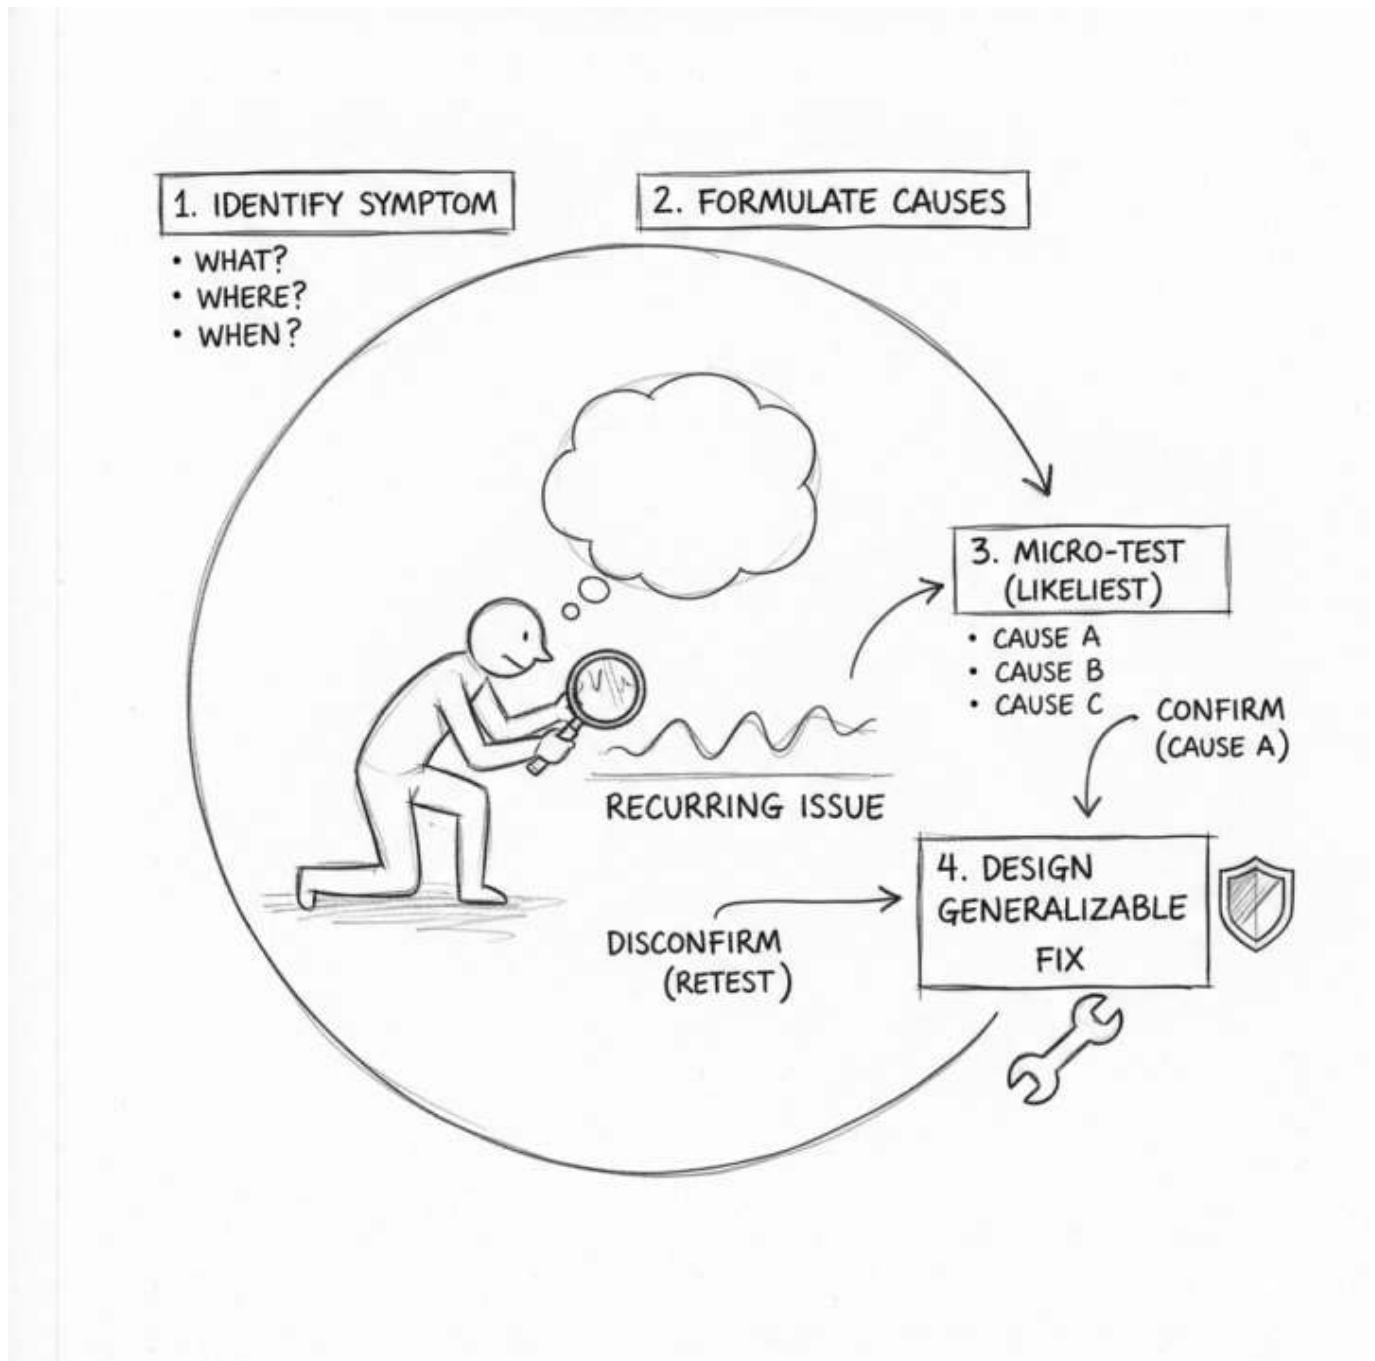 1. IDENTIFY SYMPTOM
• WHAT?
• WHERE?
• WHEN?
2. FORMULATE CAUSES
3. MICRO-TEST
(LIKELIEST)
• CAUSE A
• CAUSE B
• CAUSE C
CONFIRM
(CAUSE A)
RECURRING ISSUE
4. DESIGN
GENERALIZABLE
FIX
DISCONFIRM
(RETEST)